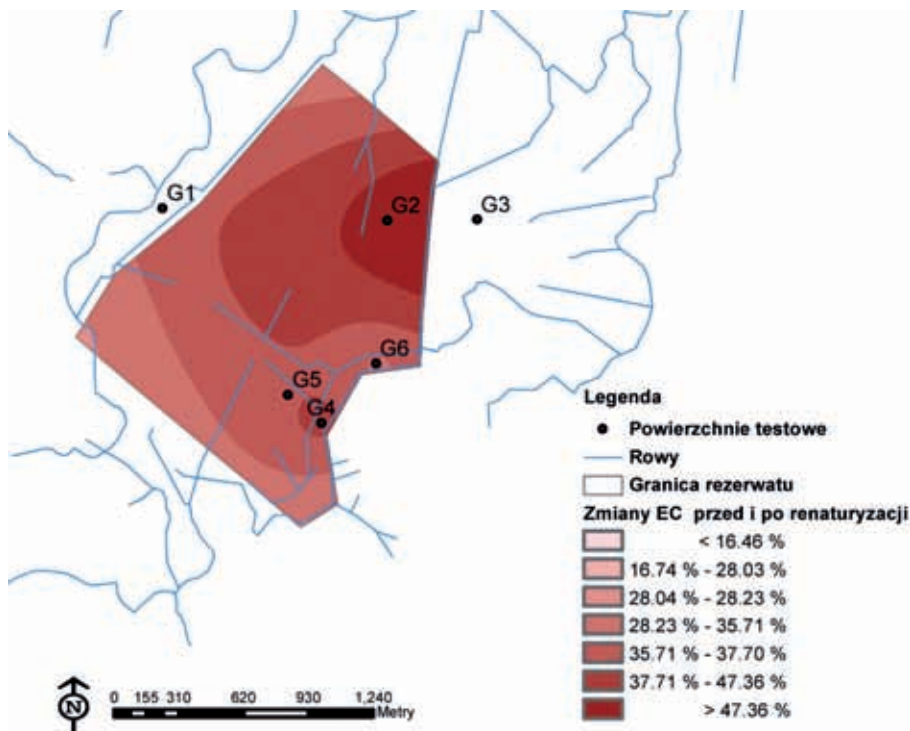 G1
G2
G3
G6
G5
G4
Legenda
Powierzchnie testowe
Rowy
Granica rezerwatu
Zmiany EC przed i po renaturyzacji
< 16.46 %
16.74 % - 28.03 %
28.04 % - 28.23 %
28.23 % - 35.71 %
35.71 % - 37.70 %
37.71 % - 47.36 %
> 47.36 %
N
0 155 310 620 930 1,240
Metry